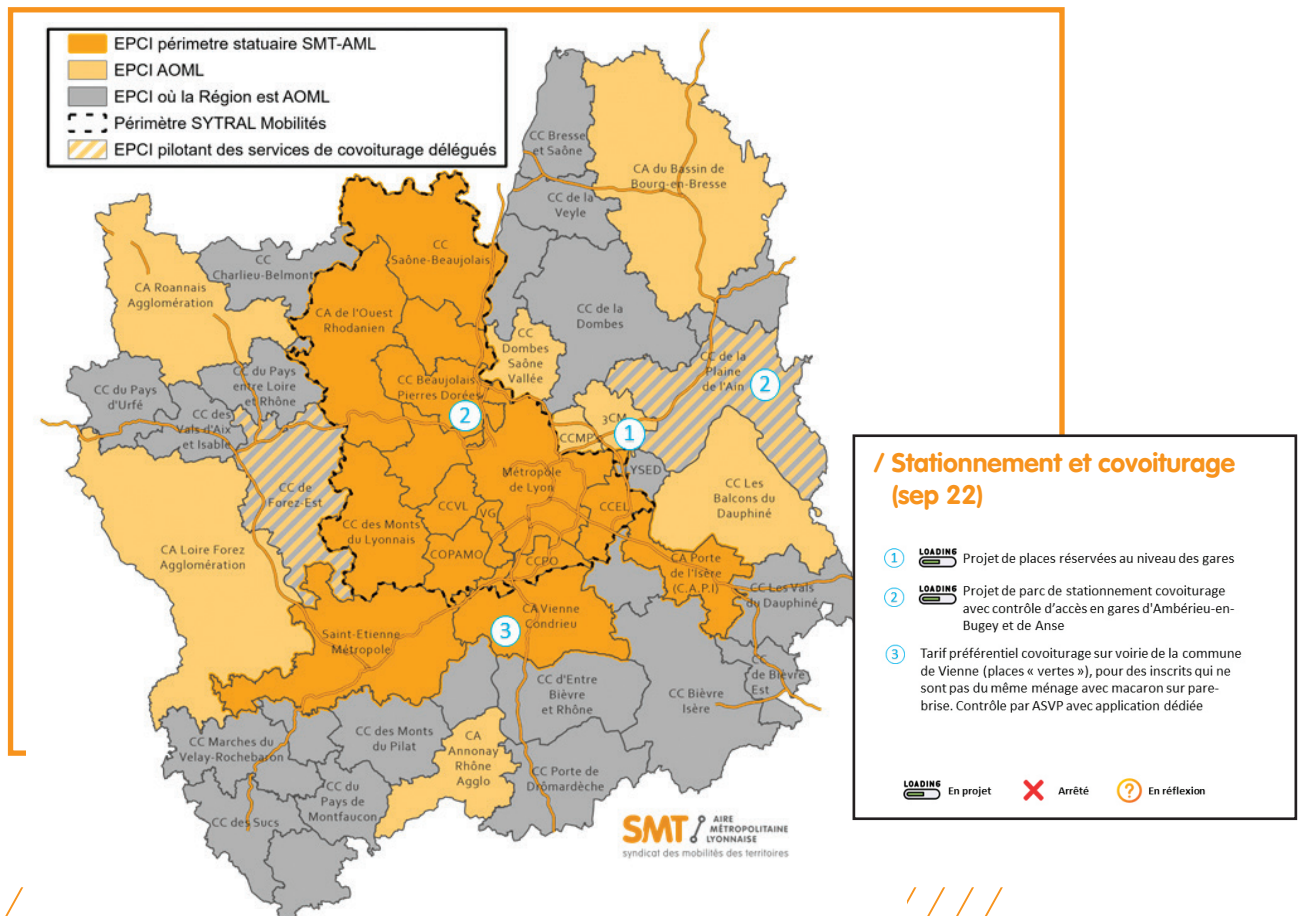 EPCI périmetre statuaire SMT-AML
EPCI AOML
EPCI où la Région est AOML
Périmètre SYTRAL Mobilités
EPCI pilotant des services de covoiturage délégués
CC Bresse
et Saône
CA du Bassin de
Bourg-en-Bresse
CC de la
Veyle
CC
Saône-Beaujolais
CC
Charlieu-Belmont
CA Roannais
Agglomération
CA de l'Ouest
Rhodanien
CC de la
Dombes
CC
Dombes
Saône
Vallée
CC de la
Plaine
de l'Ain
2
CC du Pays
d'Urfé
CC du Pays
entre Loire
et Rhône
CC Beaujolais
Pierres Dorées
2
CC des
Vals d'Aix
et Isable
3CM
1
CCMP
LYSED
Métropole
de Lyon
CC de
Forez-Est
CC Les
Balcons du
Dauphiné
CCVL
VG
CCEL
CC des Monts
du Lyonnais
COPAMO
CCPO
CA Loire Forez
Agglomération
CA Porte
de l'Isère
(C.A.P.I)
CC Les Vals
du Dauphiné
CA Vienne
Condrieu
3
Saint-Etienne
Métropole
CC d'Entre
Bièvre
et Rhône
CC Bièvre
Isère
CC
de Bièvre
Est
CC Marches du
Velay-Rochebaron
CC des Monts
du Pilat
CA
Annonay
Rhône
Agglo
CC Porte de
Drômardèche
CC du
Pays de
Montfaucon
CC des Sucs
SMT / AIRE
MÉTROPOLITAINE
LYONNAISE
syndicat des mobilités des territoires
/ Stationnement et covoiturage
(sep 22)
1 LOADING Projet de places réservées au niveau des gares
2 LOADING Projet de parc de stationnement covoiturage
avec contrôle d'accès en gares d'Ambérieu-en-
Bugey et de Anse
3 Tarif préférentiel covoiturage sur voirie de la commune
de Vienne (places « vertes »), pour des inscrits qui ne
sont pas du même ménage avec macaron sur pare-
brise. Contrôle par ASVP avec application dédiée
LOADING En projet
Arrêté
? En réflexion